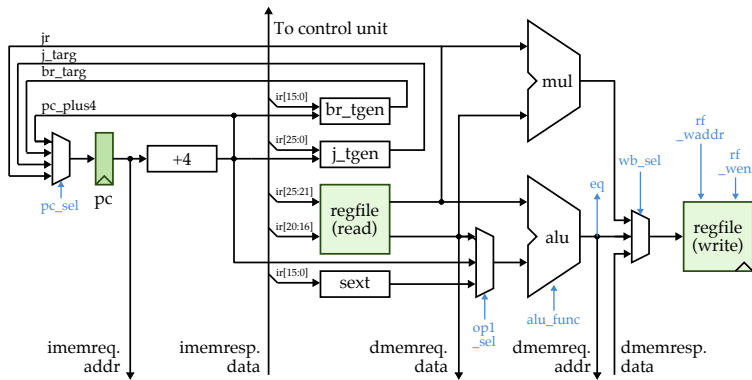 To control unit
jr
j_targ
br_targ
pc_plus4
ir[15:0]
br_tgen
ir[25:0]
j_tgen
+4
pc
pc_sel
ir[25:21]
ir[20:16]
regfile
(read)
ir[15:0]
sext
op1
_sel
mul
alu
alu_func
eq
wb_sel
rf
_waddr
rf
_wen
regfile
(write)
imemreq.
addr
imemresp.
data
dmemreq.
data
dmemreq.
addr
dmemresp.
data